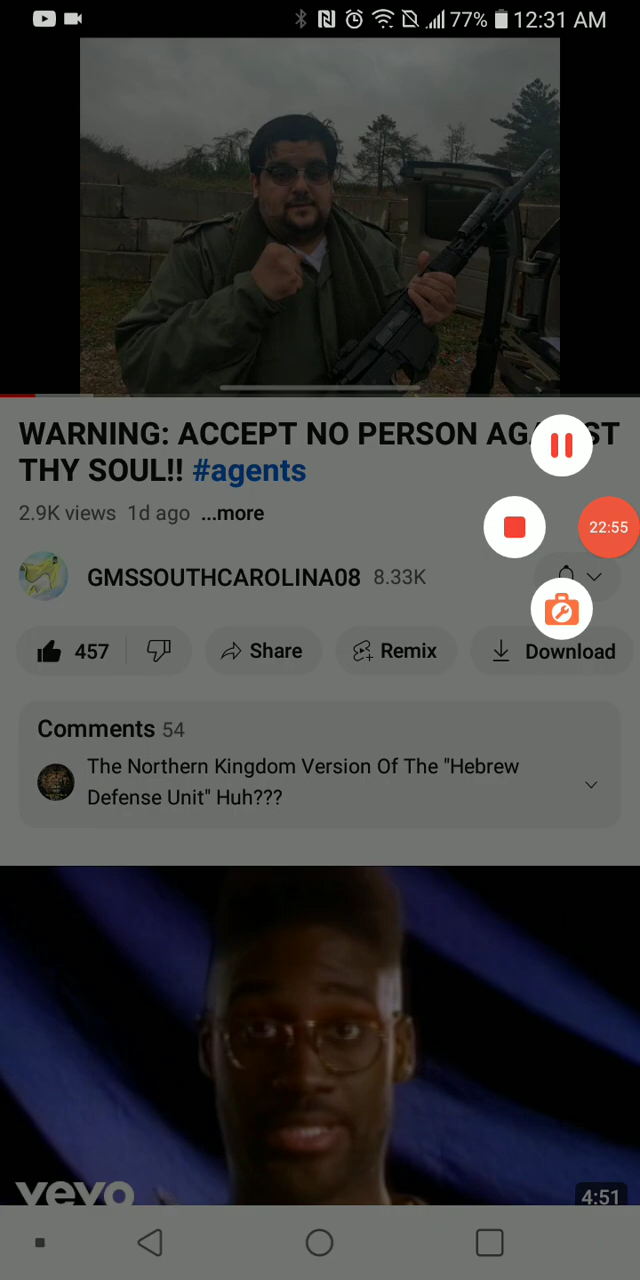 77% 12:31 AM
WARNING: ACCEPT NO PERSON AGAINST
THY SOUL!! #agents
2.9K views 1d ago ...more
22:55
GMSSOUTHCAROLINA08 8.33K
457 Share Remix Download
Comments 54
The Northern Kingdom Version Of The "Hebrew
Defense Unit" Huh???
vevo
4:51